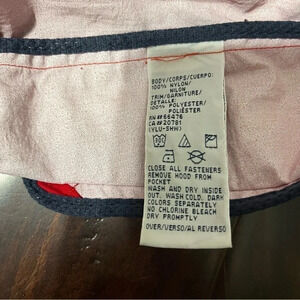 BODY/CORPS/CUERPO:
100% NYLON/
NILON
TRIM/GARNITURE/
DETALLE:
100% POLYESTER/
POLIÉSTER
RN#66476
CA#20781
(YLU-SHW)
CLOSE ALL FASTENERS
REMOVE HOOD FROM
POCKET
WASH AND DRY INSIDE
OUT. WASH COLD. DARK
COLORS SEPARATELY
NO CHLORINE BLEACH
DRY PROMPTLY
OVER/VERSO/AL REVERSO